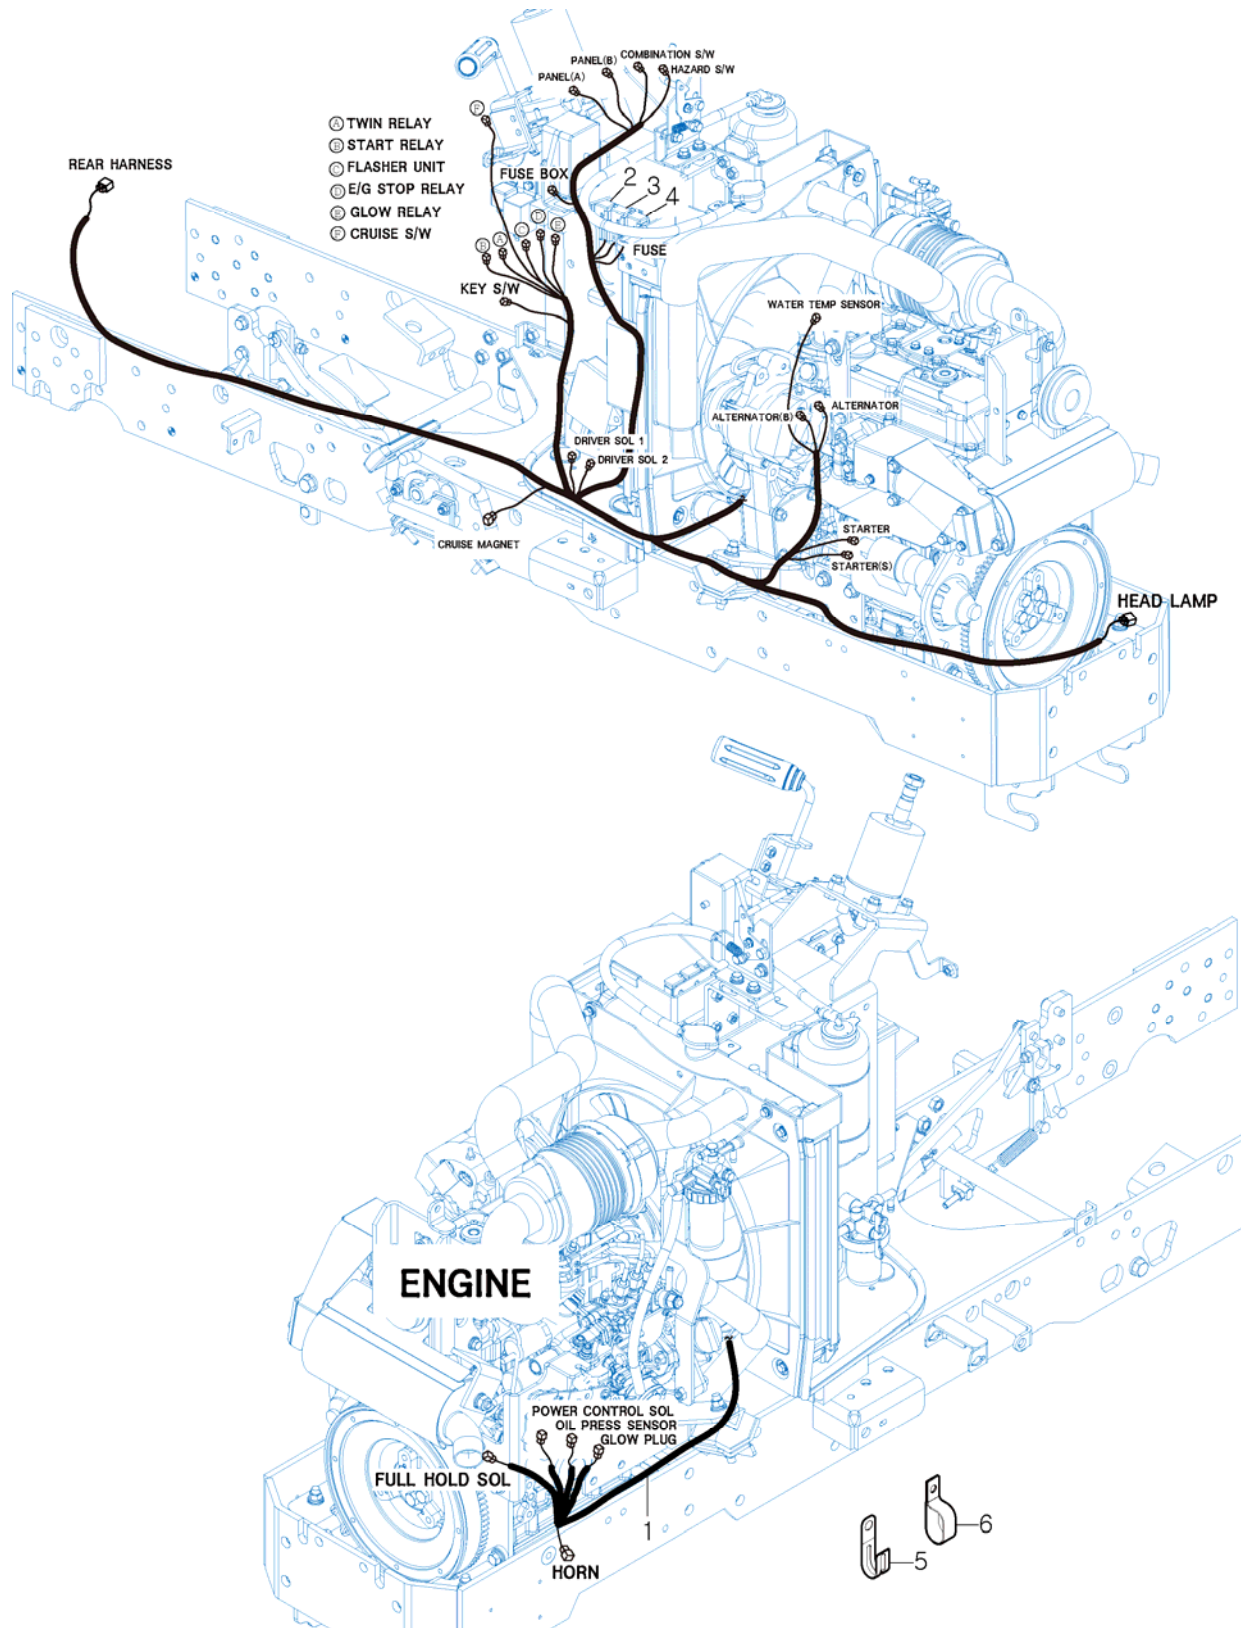 COMBINATION S/W
PANEL(B)
HAZARD S/W
PANEL(A)
F
A TWIN RELAY
B START RELAY
C FLASHER UNIT
D E/G STOP RELAY
E GLOW RELAY
F CRUISE S/W
REAR HARNESS
FUSE BOX
2
3
4
B A C D E
FUSE
KEY S/W
WATER TEMP SENSOR
ALTERNATOR
ALTERNATOR(B)
DRIVER SOL 1
DRIVER SOL 2
CRUISE MAGNET
STARTER
STARTER(S)
HEAD LAMP
ENGINE
POWER CONTROL SOL
OIL PRESS SENSOR
GLOW PLUG
FULL HOLD SOL
1
HORN
6
5